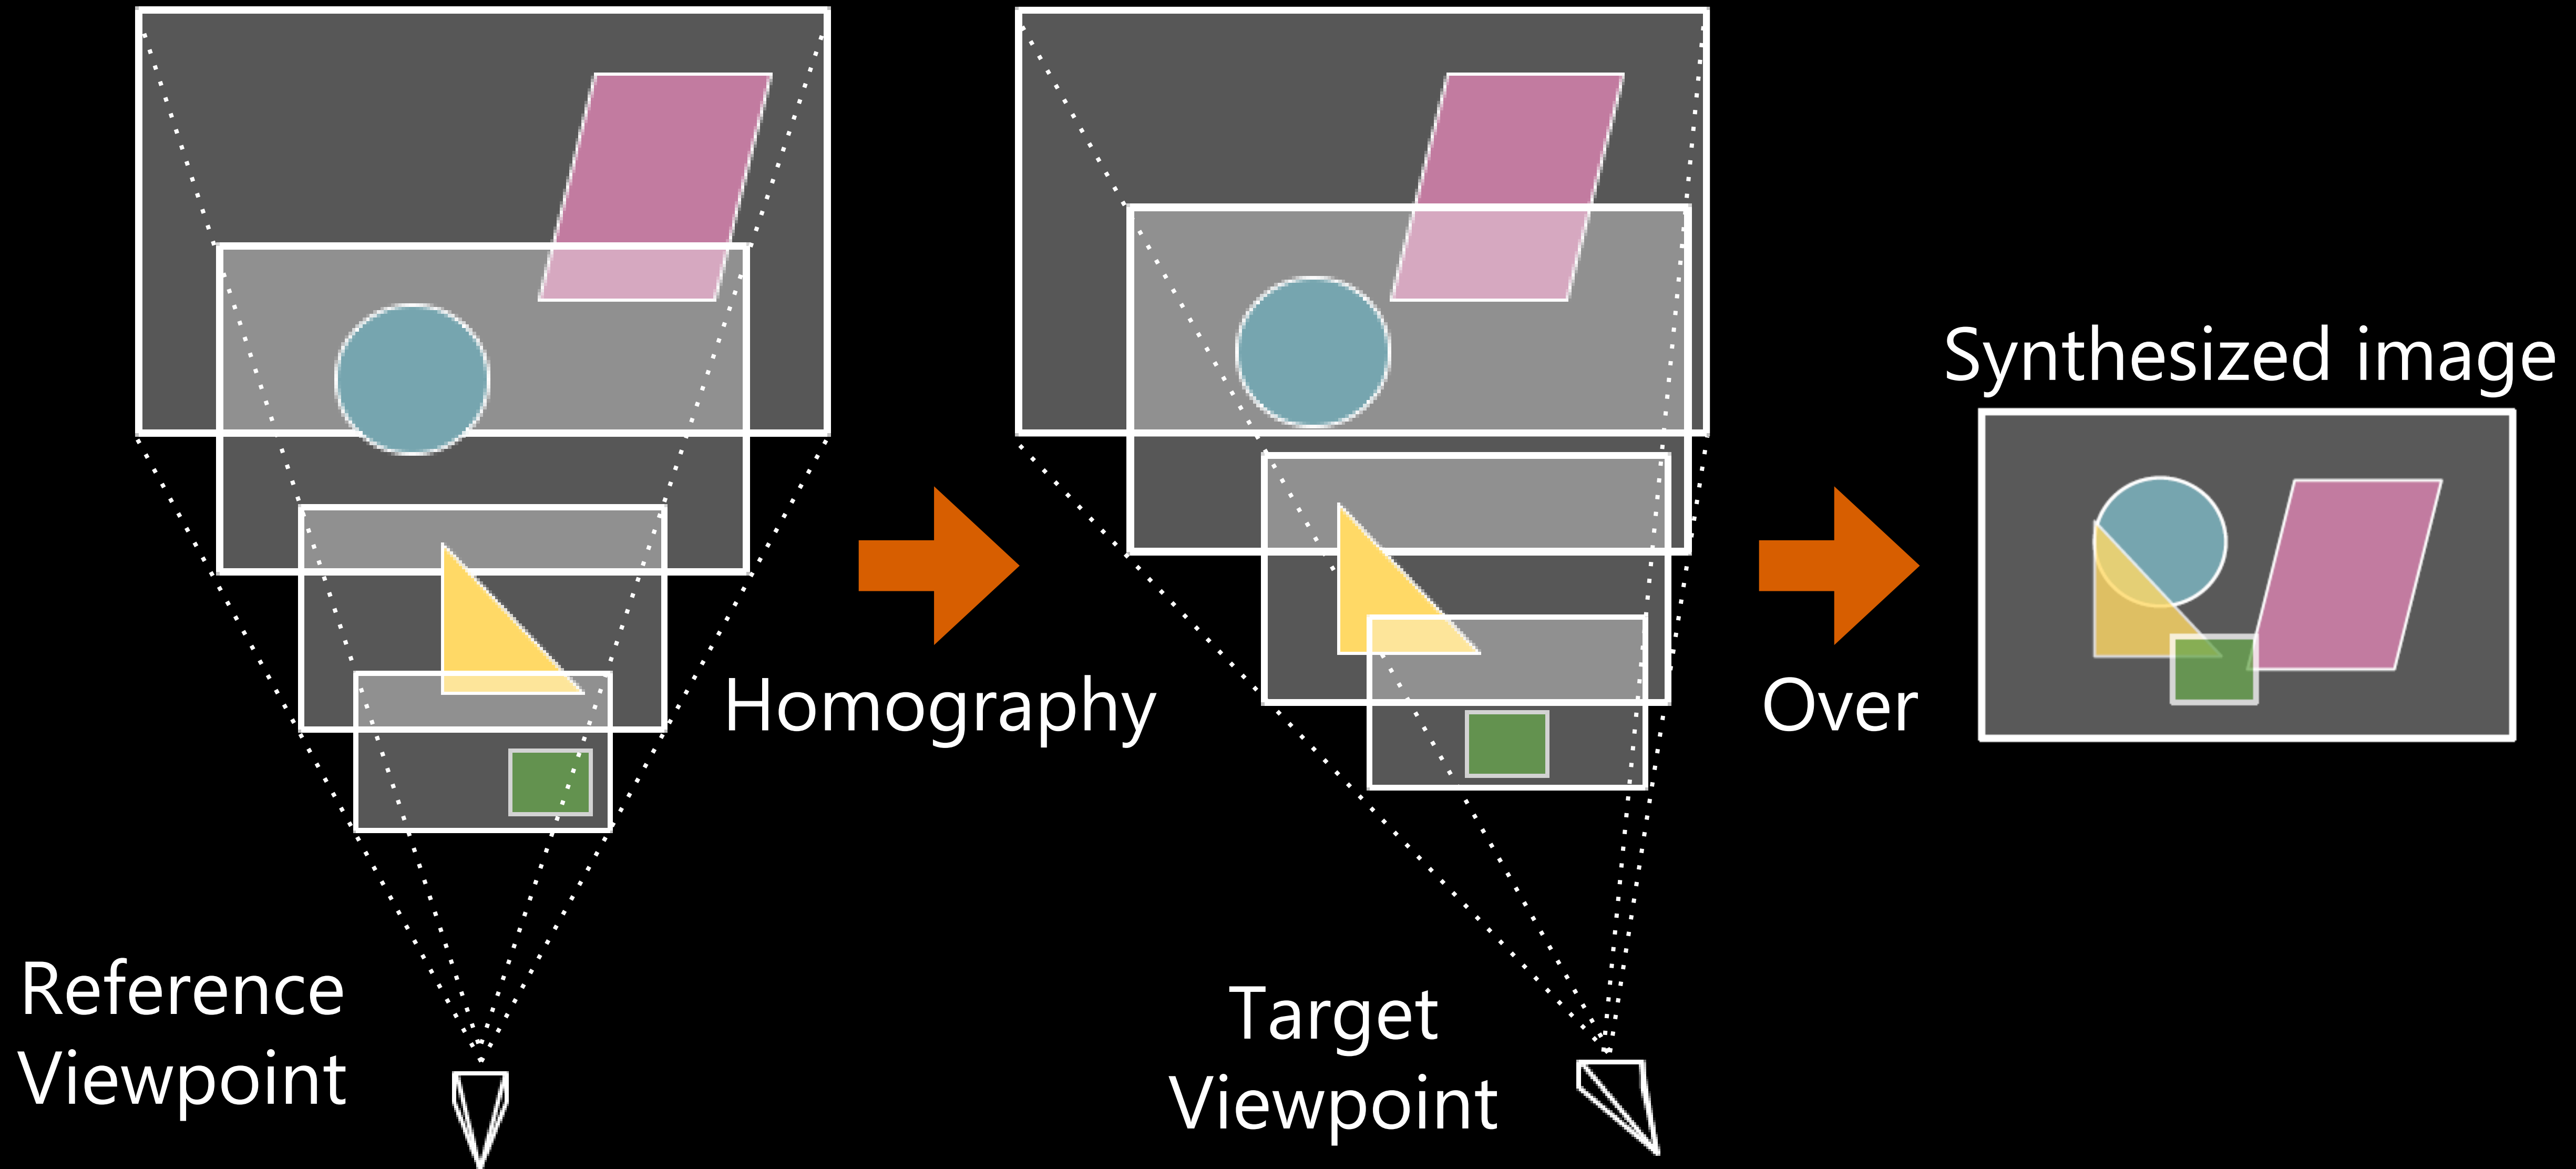 Synthesized image
Homography
Over
Reference
Viewpoint
Target
Viewpoint